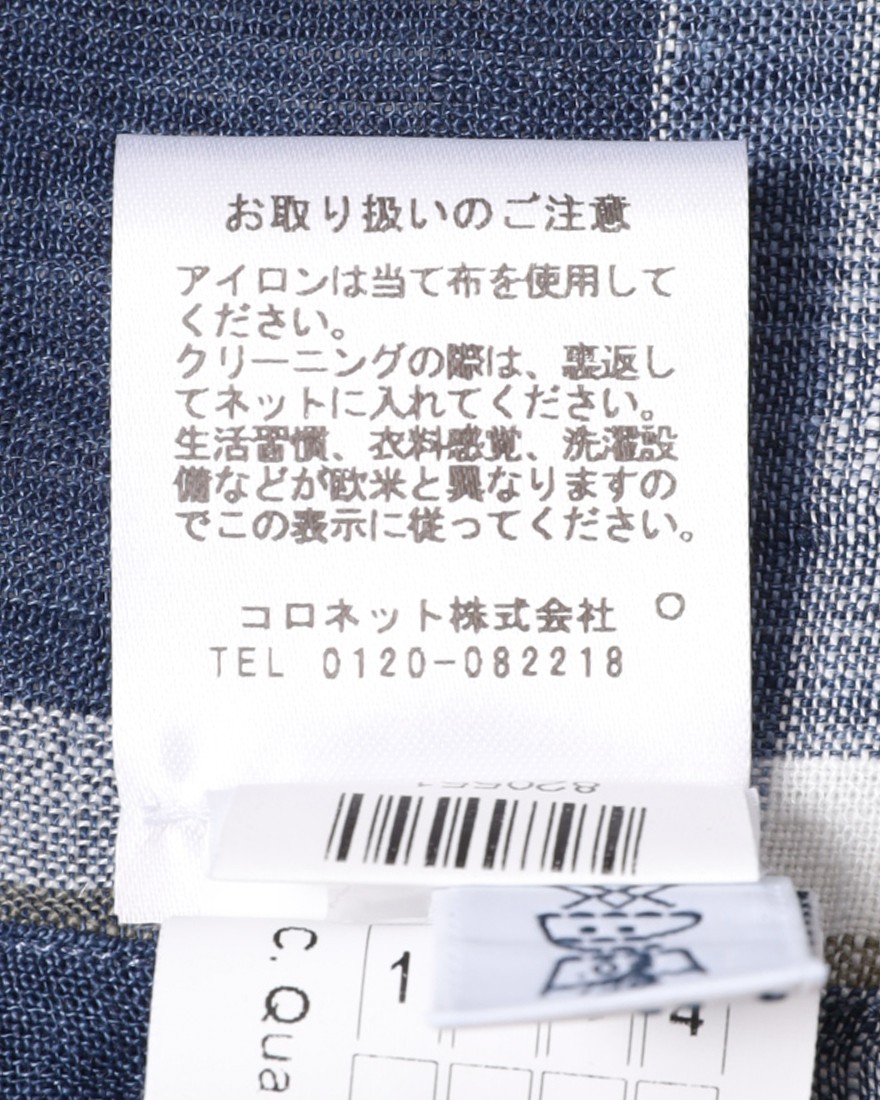 お取り扱いのご注意
アイロンは当て布を使用して
ください。
クリーニングの際は、裏返し
てネットに入れてください。
生活習慣、衣料感覚、洗濯設
備などが欧米と異なりますの
でこの表示に従ってください。
コロネット株式会社
TEL 0120-082218
820551
C. Qua
1
4